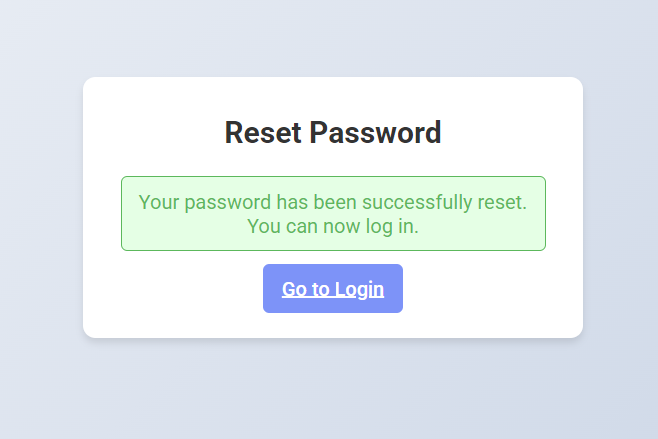 Reset Password
Your password has been successfully reset.
You can now log in.
Go to Login